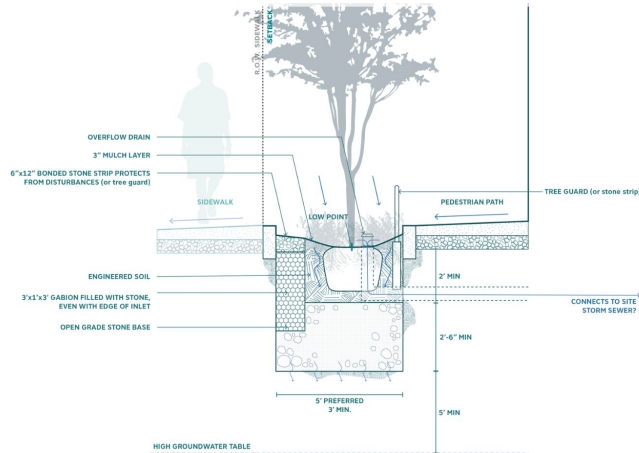 R.O.W. SIDEWALK
SETBACK
OVERFLOW DRAIN
3" MULCH LAYER
6"x12" BONDED STONE STRIP PROTECTS
FROM DISTURBANCES (or tree guard)
TREE GUARD (or stone strip)
SIDEWALK
PEDESTRIAN PATH
LOW POINT
ENGINEERED SOIL
2' MIN
3'x1'x3' GABION FILLED WITH STONE,
EVEN WITH EDGE OF INLET
CONNECTS TO SITE
STORM SEWER?
OPEN GRADE STONE BASE
2'-6" MIN
5' PREFERRED
3' MIN.
5' MIN
HIGH GROUNDWATER TABLE